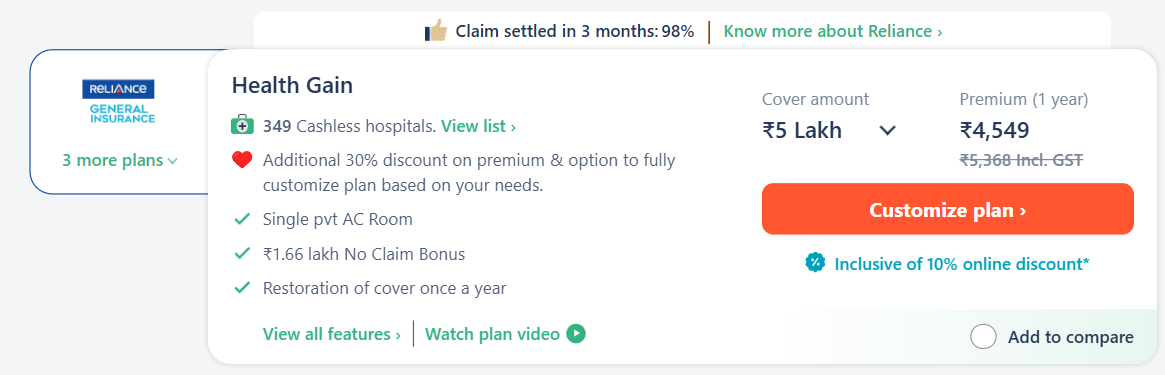 Claim settled in 3 months: 98% | Know more about Reliance ›
RELIANCE
GENERAL
INSURANCE
3 more plans
Health Gain
349 Cashless hospitals. View list ›
Additional 30% discount on premium & option to fully
customize plan based on your needs.
Single pvt AC Room
₹1.66 lakh No Claim Bonus
Restoration of cover once a year
View all features › | Watch plan video
Cover amount
₹5 Lakh
Premium (1 year)
₹4,549
₹5,368 Incl. GST
Customize plan ›
Inclusive of 10% online discount*
Add to compare